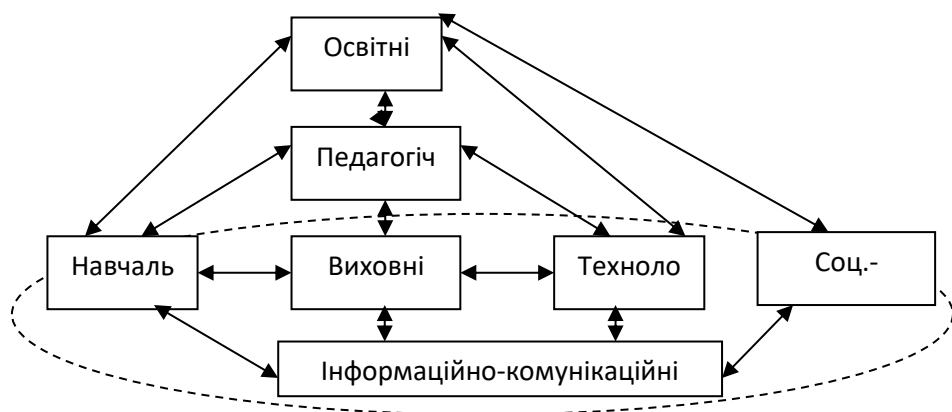 Освітні
Педагогіч
Навчаль
Виховні
Техноло
Соц.-
Інформаційно-комунікаційні